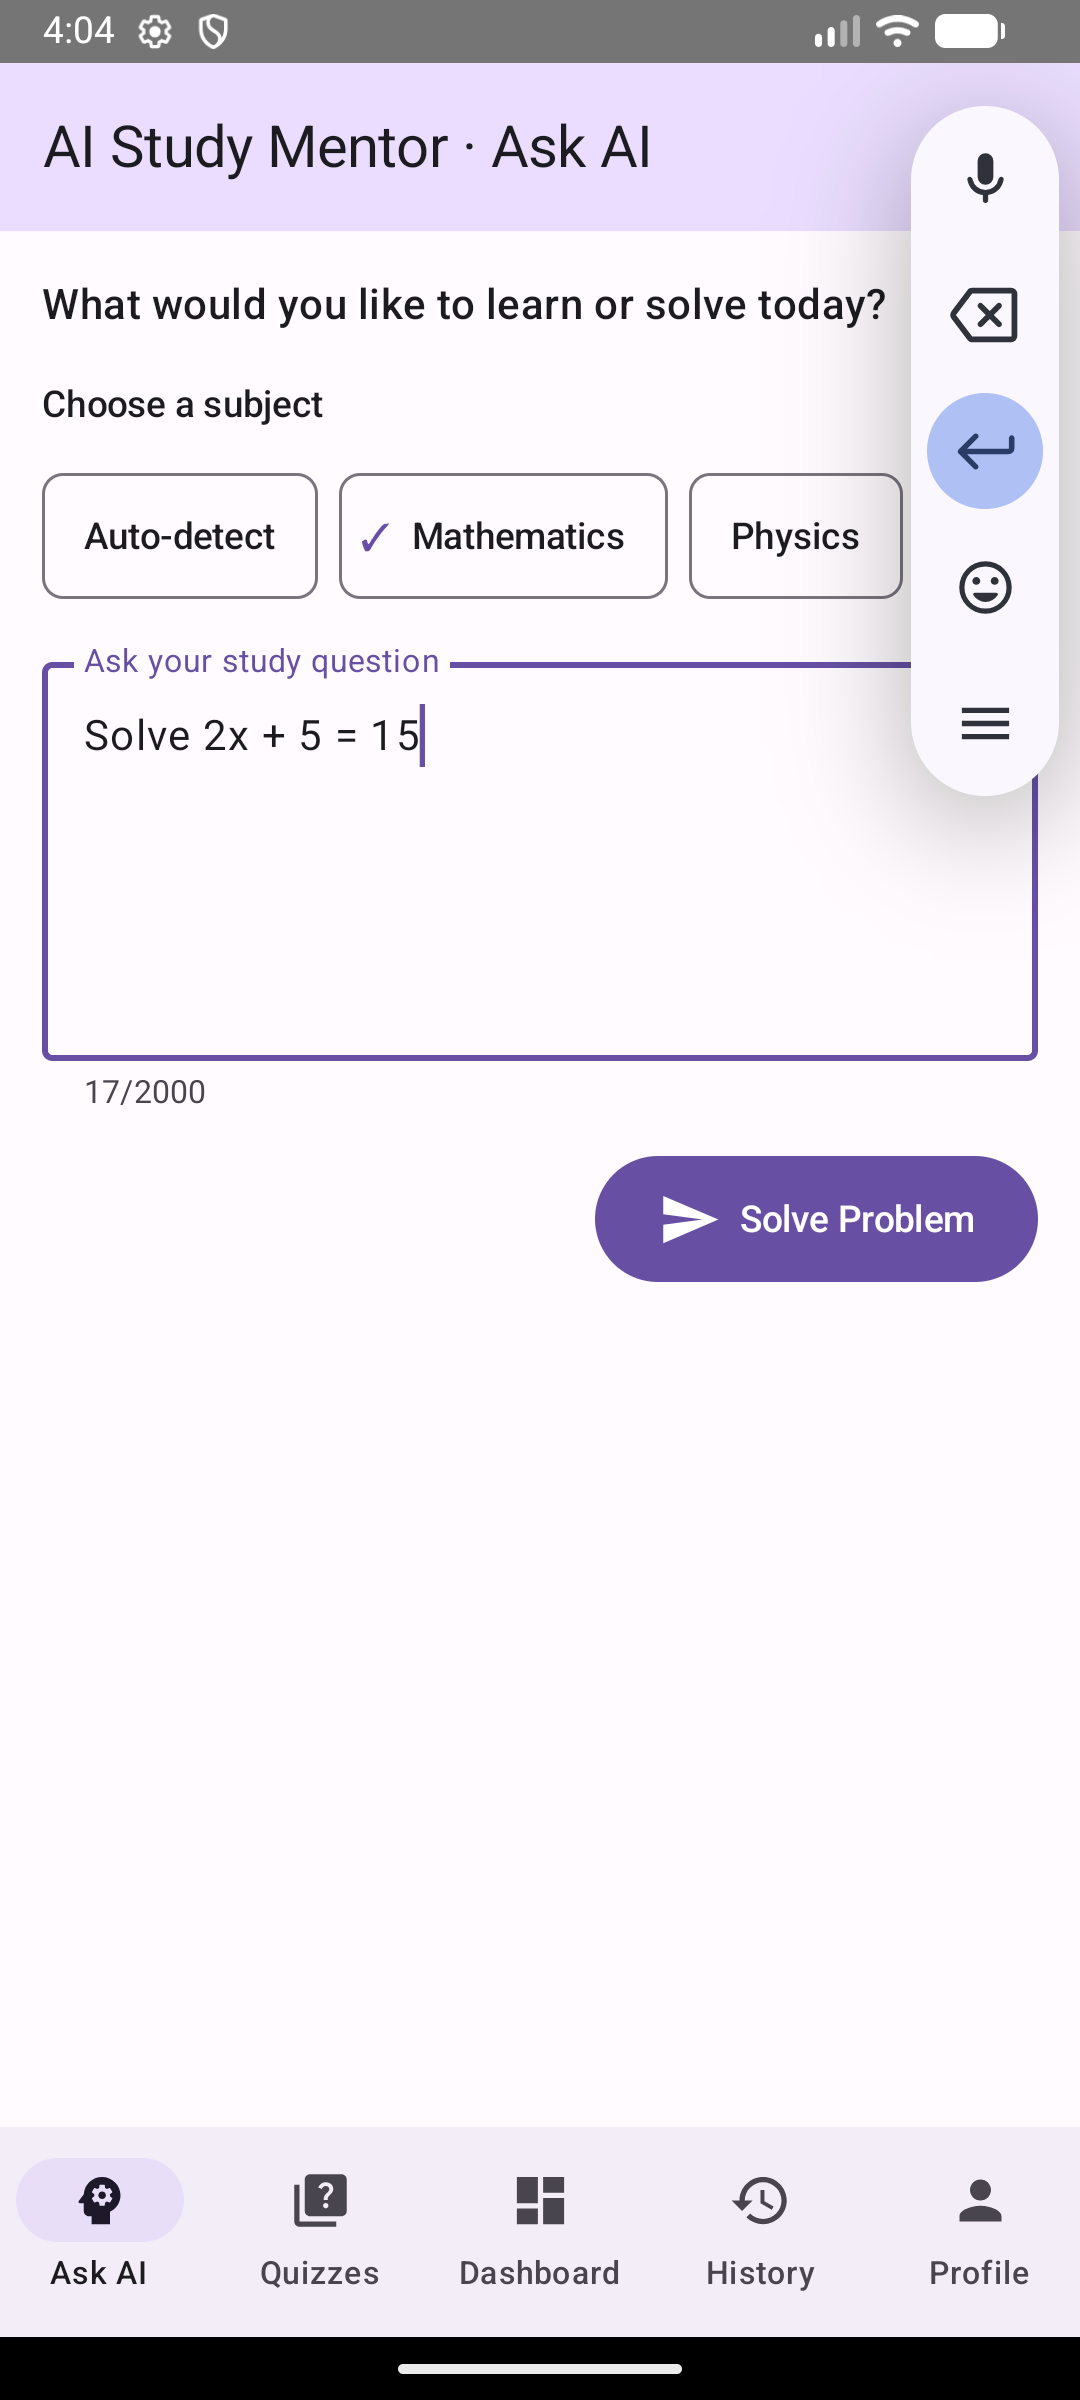 4:04
AI Study Mentor · Ask AI
What would you like to learn or solve today?
Choose a subject
Auto-detect ✓ Mathematics Physics
Ask your study question
Solve 2x + 5 = 15
17/2000
Solve Problem
Ask AI Quizzes Dashboard History Profile